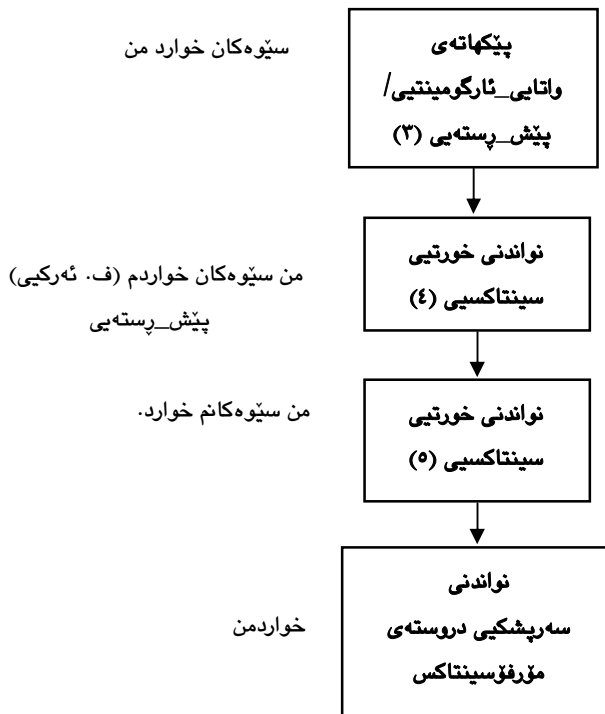 پێکهاتەی
واتایی_ئارگومینتیی/
پێش_ڕستەیی (٣)
سێوەکان خوارد من
نواندنی خورتیی
سینتاکسیی (٤)
من سێوەکان خواردم (ف. ئەرکیی)
پێش_ڕستەیی
نواندنی خورتیی
سینتاکسیی (٥)
من سێوەکانم خوارد.
نواندنی
سەرپشکیی دروستەی
مۆرفۆسینتاکس
خواردمن